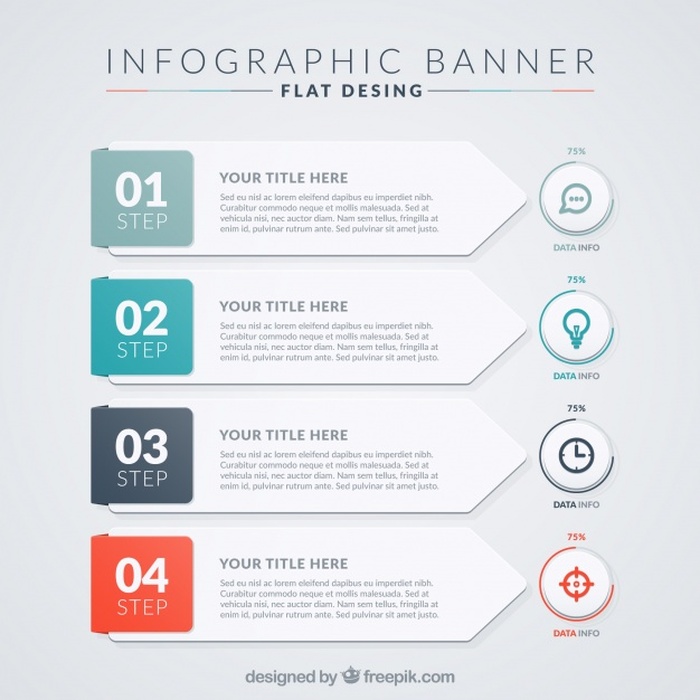 INFOGRAPHIC BANNER
FLAT DESING
01
STEP
YOUR TITLE HERE
Sed eu nisl ac lorem eleifend dapibus eu imperdiet nibh.
Curabitur commodo neque et mollis malesuada. Sed at
vehicula nisi, nec auctor diam. Nam sem tellus, fringilla at
enim id, pulvinar rutrum ante. Sed pulvinar sit amet justo.
75%
DATA INFO
02
STEP
YOUR TITLE HERE
Sed eu nisl ac lorem eleifend dapibus eu imperdiet nibh.
Curabitur commodo neque et mollis malesuada. Sed at
vehicula nisi, nec auctor diam. Nam sem tellus, fringilla at
enim id, pulvinar rutrum ante. Sed pulvinar sit amet justo.
75%
DATA INFO
03
STEP
YOUR TITLE HERE
Sed eu nisl ac lorem eleifend dapibus eu imperdiet nibh.
Curabitur commodo neque et mollis malesuada. Sed at
vehicula nisi, nec auctor diam. Nam sem tellus, fringilla at
enim id, pulvinar rutrum ante. Sed pulvinar sit amet justo.
75%
DATA INFO
04
STEP
YOUR TITLE HERE
Sed eu nisl ac lorem eleifend dapibus eu imperdiet nibh.
Curabitur commodo neque et mollis malesuada. Sed at
vehicula nisi, nec auctor diam. Nam sem tellus, fringilla at
enim id, pulvinar rutrum ante. Sed pulvinar sit amet justo.
75%
DATA INFO
designed by freepik.com